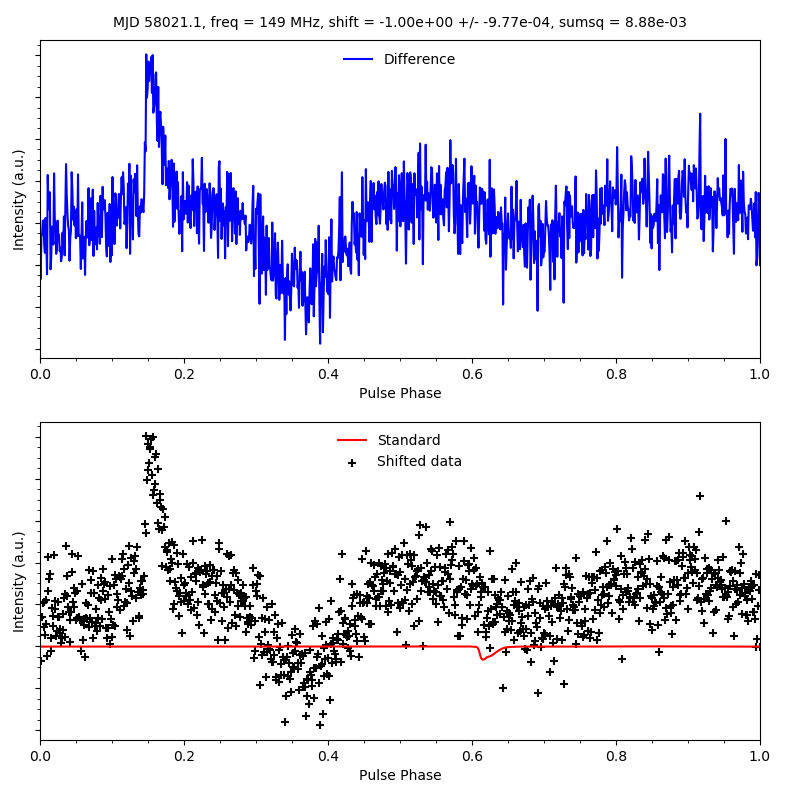 MJD 58021.1, freq = 149 MHz, shift = -1.00e+00 +/- -9.77e-04, sumsq = 8.88e-03
Difference
Intensity (a.u.)
0.0 0.2 0.4 0.6 0.8 1.0
Pulse Phase
Standard
Shifted data
Intensity (a.u.)
0.0 0.2 0.4 0.6 0.8 1.0
Pulse Phase